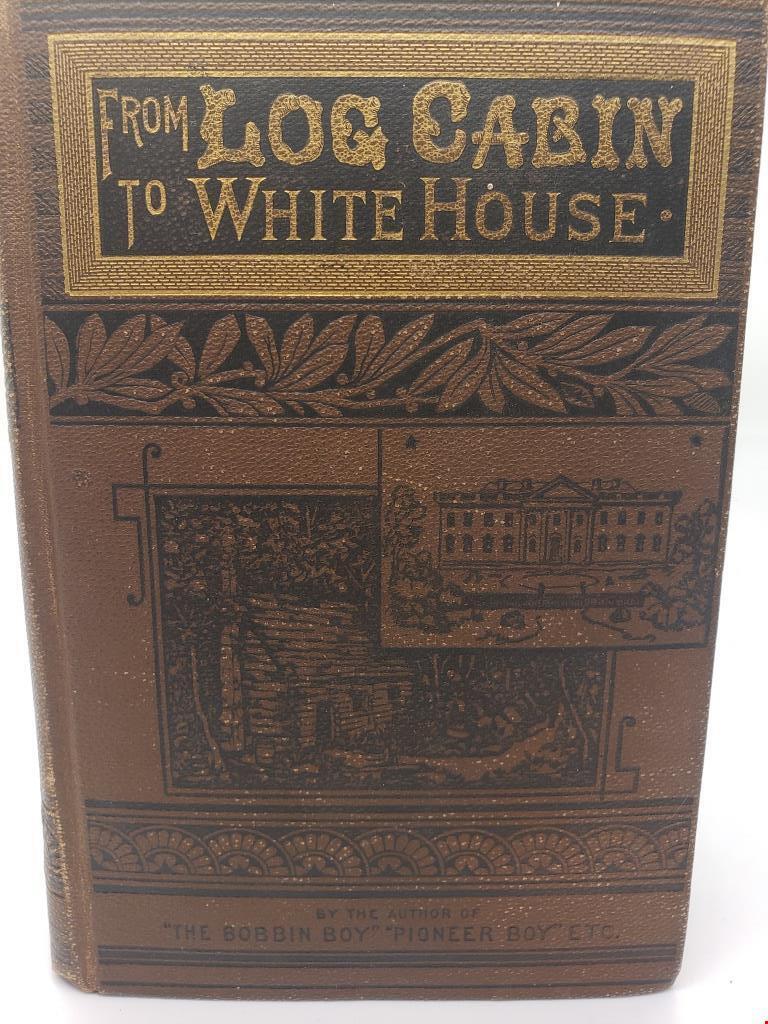 FROM LOG CABIN
TO WHITE HOUSE.
BY THE AUTHOR OF
"THE BOBBIN BOY" "PIONEER BOY" ETC.